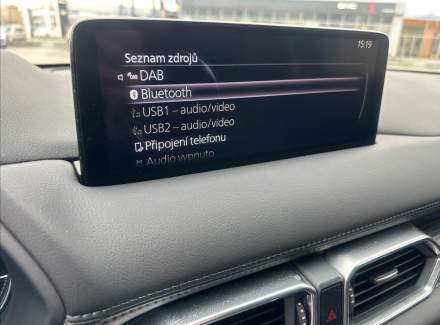 15:19
Seznam zdrojů
DAB
Bluetooth
USB1 – audio/video
USB2 – audio/video
Připojení telefonu
Audio vypnuto